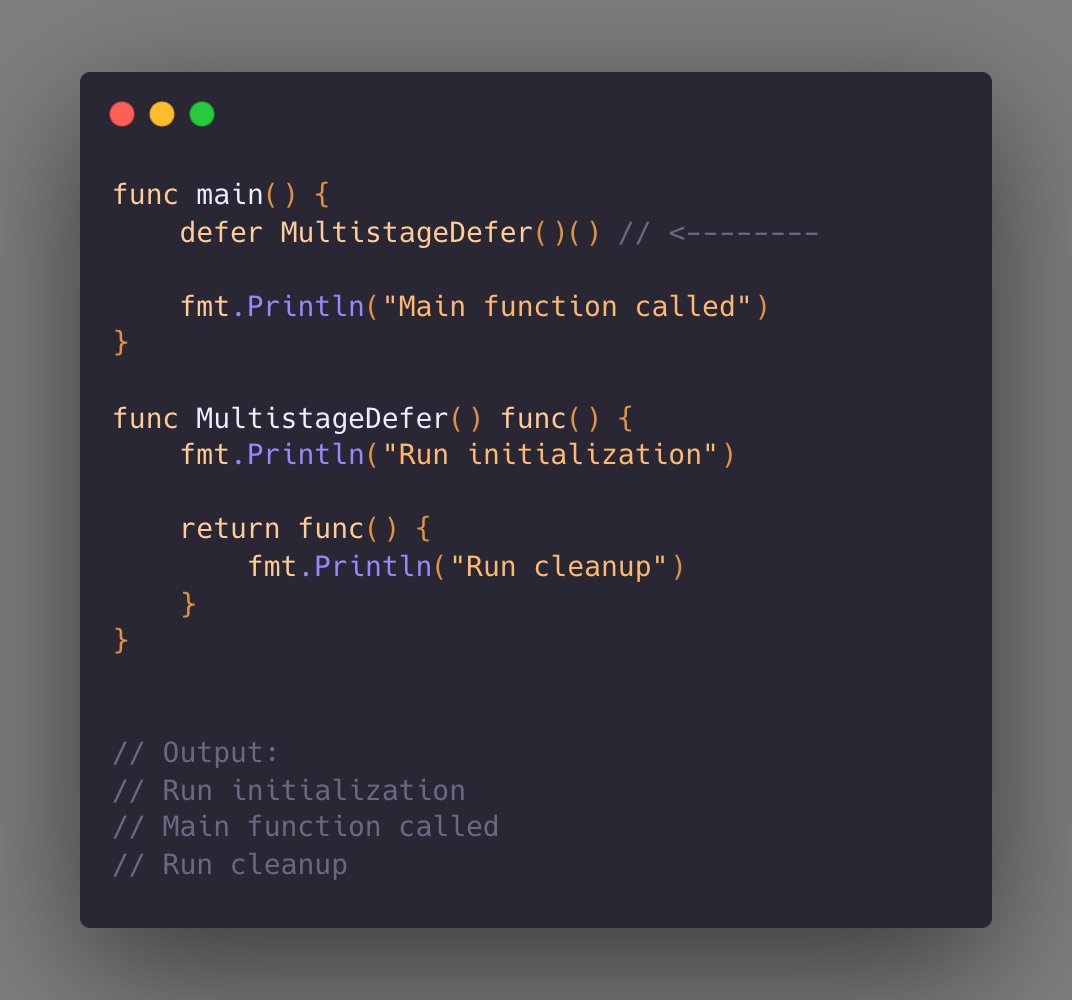 func main() {
    defer MultistageDefer()() // <--------
    fmt.Println("Main function called")
}
func MultistageDefer() func() {
    fmt.Println("Run initialization")
    return func() {
        fmt.Println("Run cleanup")
    }
}
// Output:
// Run initialization
// Main function called
// Run cleanup